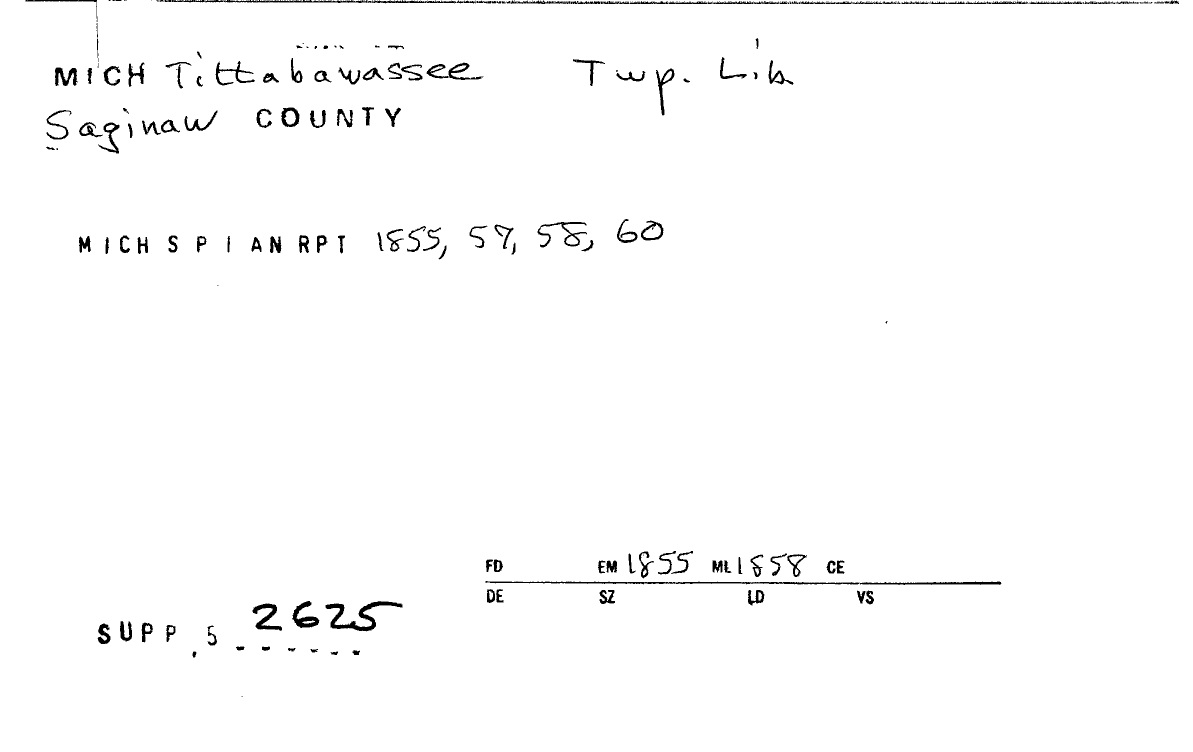 MICH Tittabawassee Twp. Lib
Saginaw COUNTY
MICH S P I AN RPT 1855, 57, 58, 60
FD EM 1855 ML 1858 CE
DE SZ LD VS
SUPP, 5 2625